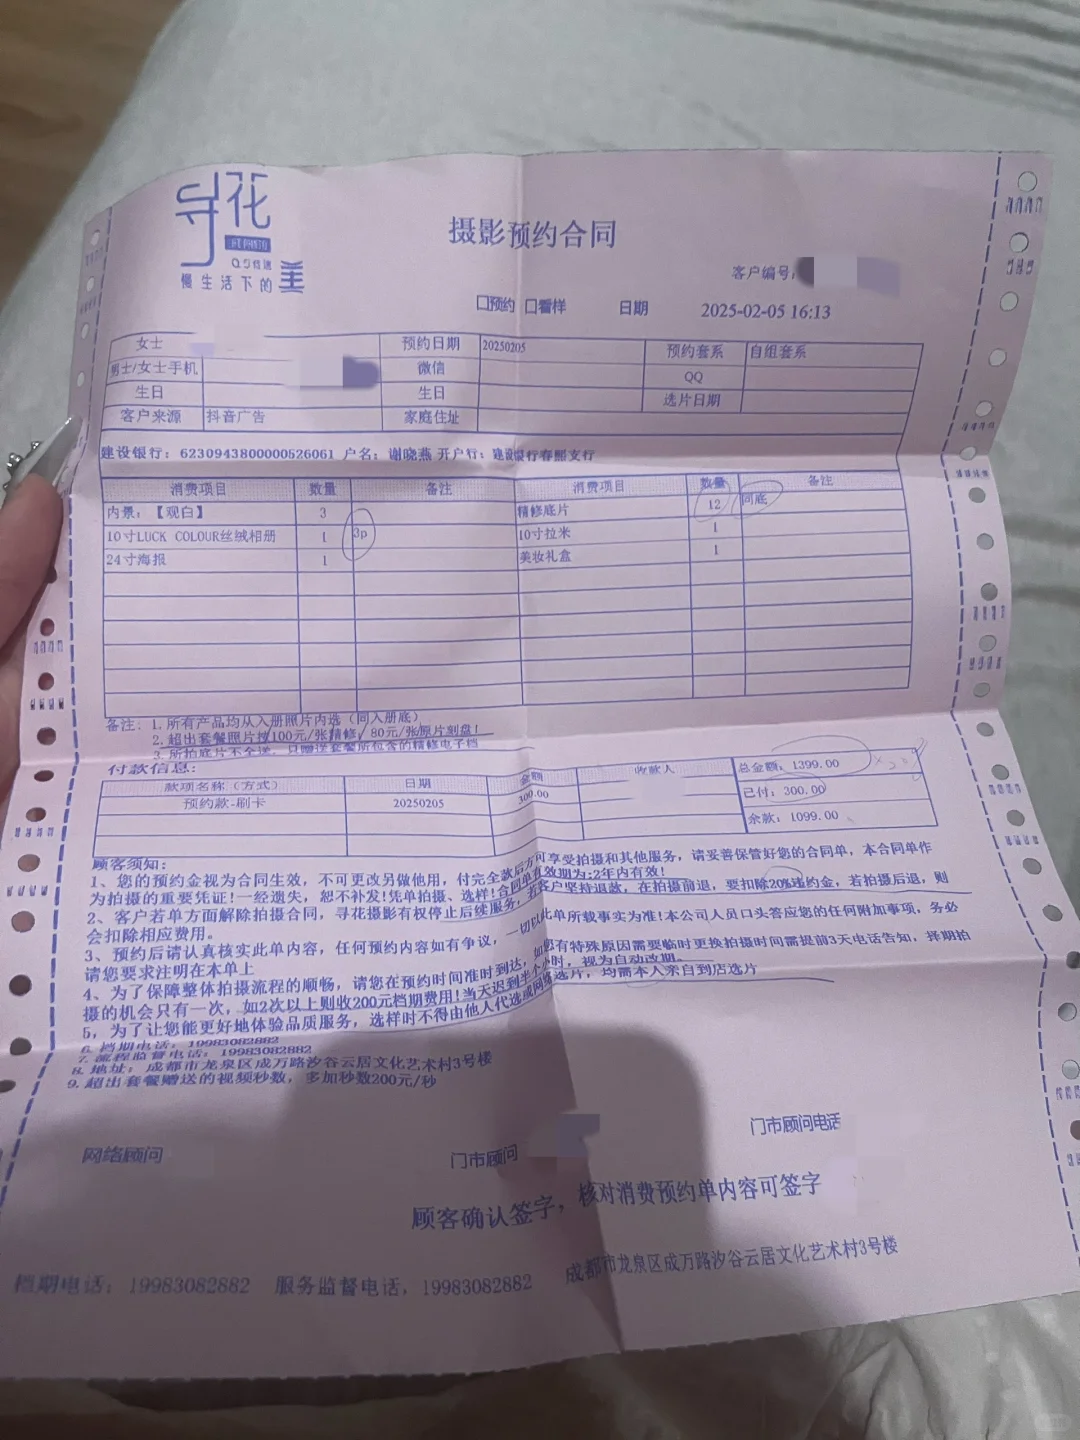 寻花
慢生活下的美
摄影预约合同
客户编号
预约 看样 日期 2025-02-05 16:13
女士 预约日期 20250205 预约套系 自组套系
男士/女士手机 微信 QQ
生日 生日 选片日期
客户来源 抖音广告 家庭住址
建设银行: 6230943800000526061 户名: 谢晓燕 开户行: 建设银行春熙支行
消费项目 数量 备注 消费项目 数量 备注
内景:【观白】 3 精修底片 12 同底
10寸LUCK COLOUR丝绒相册 1 3p 10寸拉米 1
24寸海报 1 美妆礼盒 1
备注: 1. 所有产品均从入册照片内选(同入册底)
2. 超出套餐照片按100元/张精修, 80元/张原片刻盘!
3. 所拍底片不全送, 只赠送套餐所包含的精修电子档
付款信息:
款项名称(方式) 日期 金额 收款人 总金额: 1399.00
预约款-刷卡 20250205 300.00 已付: 300.00
余款: 1099.00
顾客须知:
1、您的预约金视为合同生效, 不可更改另做他用, 付完全款后方可享受拍摄和其他服务, 请妥善保管好您的合同单, 本合同单作
为拍摄的重要凭证!一经遗失, 恕不补发!凭单拍摄、选样!合同单有效期为:2年内有效!
2、客户若单方面解除拍摄合同, 寻花摄影有权停止后续服务, 若客户坚持退款, 在拍摄前退, 要扣除20%违约金, 若拍摄后退, 则
会扣除相应费用。
3、预约后请认真核实此单内容, 任何预约内容如有争议, 一切以此单所载事实为准!本公司人员口头答应您的任何附加事项, 务必
请您要求注明在本单上
4、为了保障整体拍摄流程的顺畅, 请您在预约时间准时到达, 如您有特殊原因需要临时更换拍摄时间需提前3天电话告知, 择期拍
摄的机会只有一次, 如2次以上则收200元档期费用!当天迟到半个小时, 视为自动改期。
5, 为了让您能更好地体验品质服务, 选样时不得由他人代选或网络选片, 均需本人亲自到店选片
6. 档期电话: 19983082882
7. 流程监督电话: 19983082882
8. 地址: 成都市龙泉区成万路汐谷云居文化艺术村3号楼
9. 超出套餐赠送的视频秒数, 多加秒数200元/秒
网络顾问 门市顾问 门市顾问电话
顾客确认签字, 核对消费预约单内容可签字
档期电话: 19983082882 服务监督电话, 19983082882 成都市龙泉区成万路汐谷云居文化艺术村3号楼